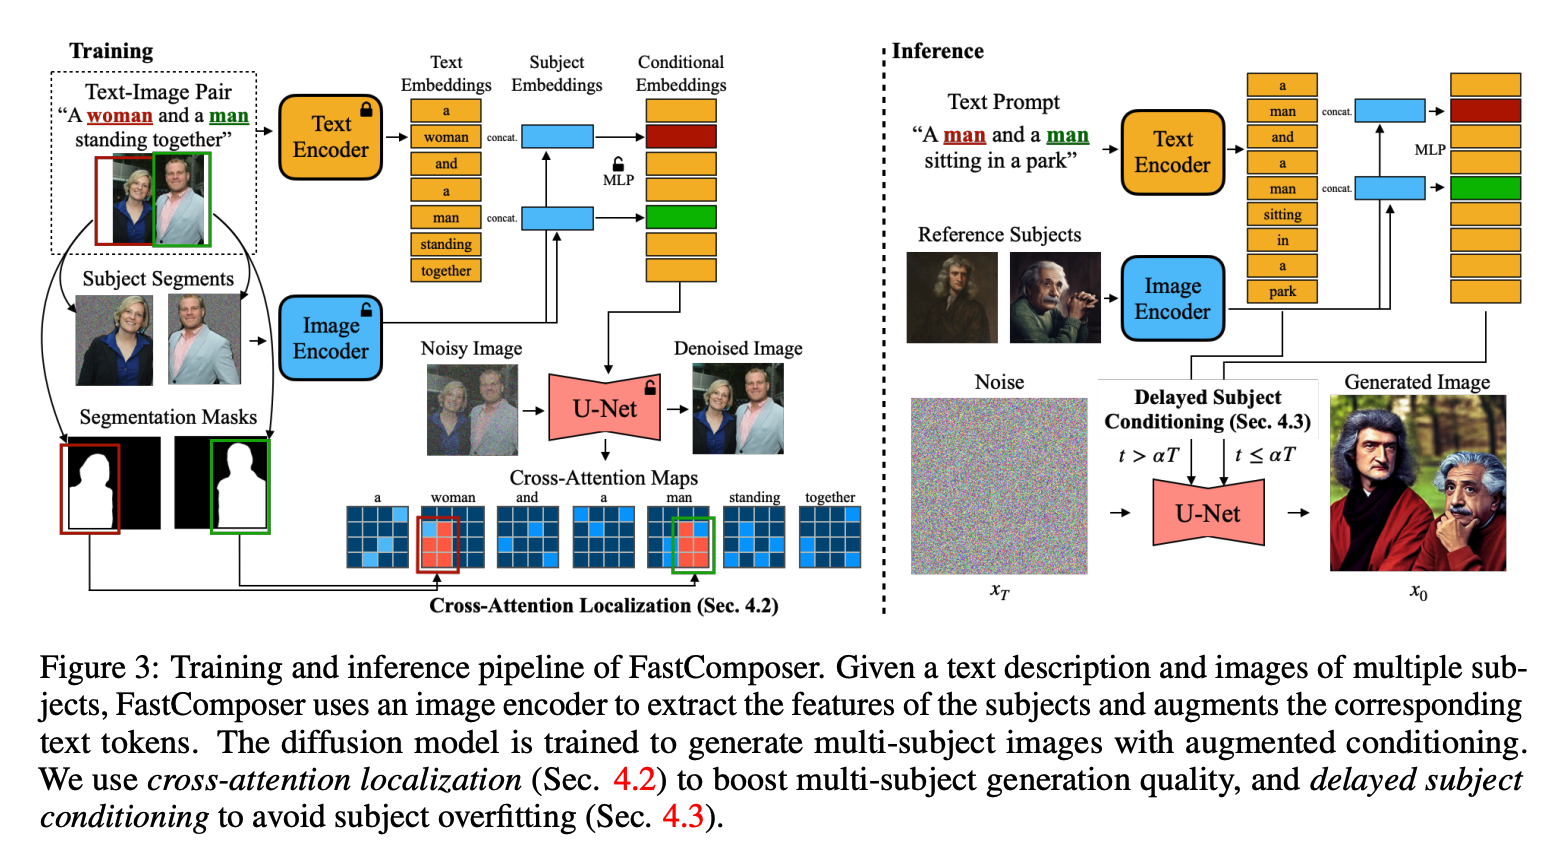 Training
Text-Image Pair
“A woman and a man
standing together”
Text
Encoder
Text
Embeddings
a
woman
and
a
man
standing
together
Subject
Embeddings
concat.
concat.
MLP
Conditional
Embeddings
Subject Segments
Image
Encoder
Segmentation Masks
Noisy Image
U-Net
Denoised Image
Cross-Attention Maps
a
woman
and
a
man
standing
together
Cross-Attention Localization (Sec. 4.2)
Inference
Text Prompt
“A man and a man
sitting in a park”
Text
Encoder
a
man
and
a
man
sitting
in
a
park
concat.
concat.
MLP
Reference Subjects
Image
Encoder
Noise
x_T
Delayed Subject
Conditioning (Sec. 4.3)
t > αT
t ≤ αT
U-Net
Generated Image
x_0
Figure 3: Training and inference pipeline of FastComposer. Given a text description and images of multiple sub-
jects, FastComposer uses an image encoder to extract the features of the subjects and augments the corresponding
text tokens. The diffusion model is trained to generate multi-subject images with augmented conditioning.
We use cross-attention localization (Sec. 4.2) to boost multi-subject generation quality, and delayed subject
conditioning to avoid subject overfitting (Sec. 4.3).